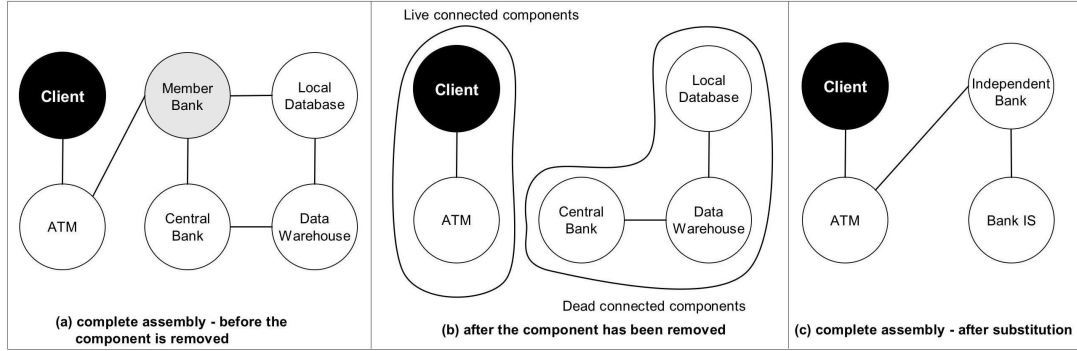 Client
Member
Bank
Local
Database
ATM
Central
Bank
Data
Warehouse
(a) complete assembly - before the
component is removed
Live connected components
Client
Local
Database
ATM
Central
Bank
Data
Warehouse
Dead connected components
(b) after the component has been removed
Client
Independent
Bank
ATM
Bank IS
(c) complete assembly - after substitution